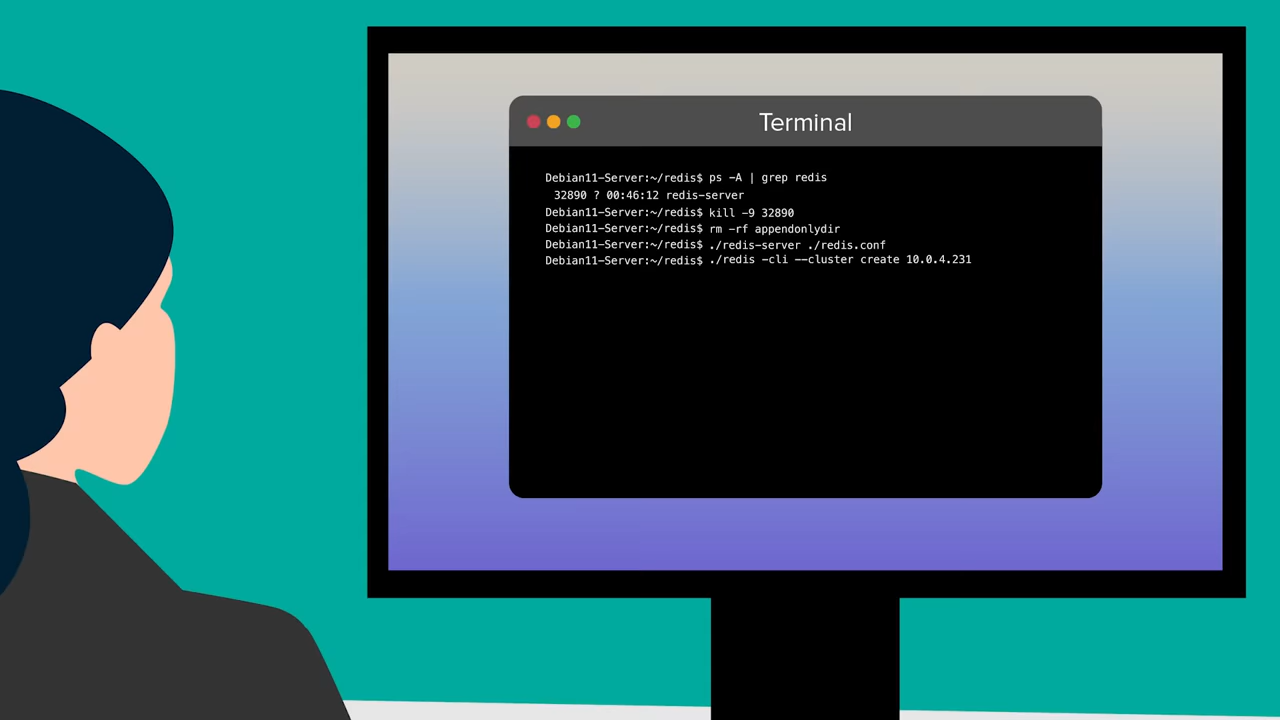 Terminal
Debian11-Server:~/redis$ ps -A | grep redis
32890 ? 00:46:12 redis-server
Debian11-Server:~/redis$ kill -9 32890
Debian11-Server:~/redis$ rm -rf appendonlydir
Debian11-Server:~/redis$ ./redis-server ./redis.conf
Debian11-Server:~/redis$ ./redis -cli --cluster create 10.0.4.231